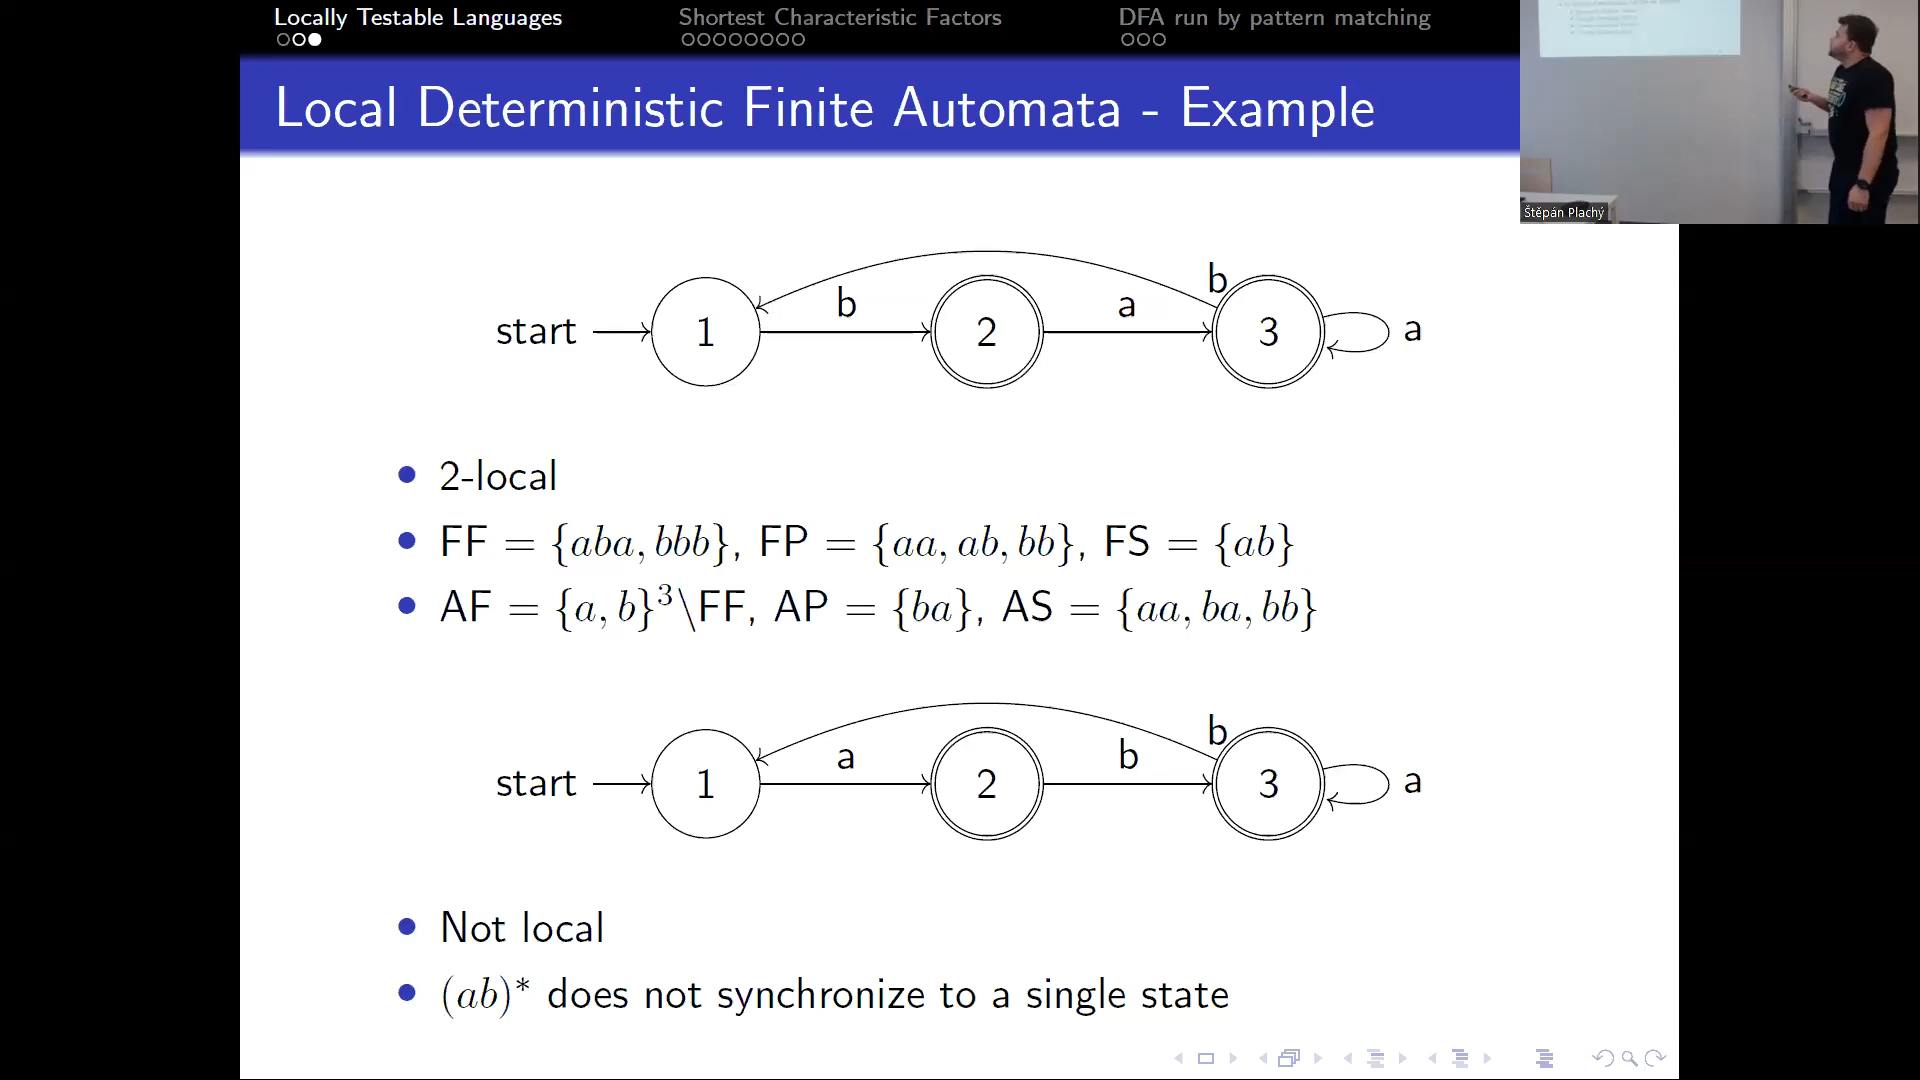 Locally Testable Languages Shortest Characteristic Factors DFA run by pattern matching
Local Deterministic Finite Automata - Example
Štěpán Plachý
start 1 b 2 a 3 b a
2-local
FF = {aba, bbb}, FP = {aa, ab, bb}, FS = {ab}
AF = {a, b}³\FF, AP = {ba}, AS = {aa, ba, bb}
start 1 a 2 b 3 b a
Not local
(ab)* does not synchronize to a single state